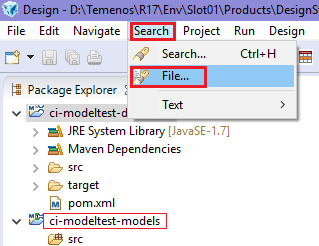 Design - D:\Temenos\R17\Env\Slot01\Products\DesignSt
File Edit Navigate Search Project Run Design
Search... Ctrl+H
File...
Text
Package Explorer
ci-modeltest-d
JRE System Library [JavaSE-1.7]
Maven Dependencies
src
target
pom.xml
ci-modeltest-models
src